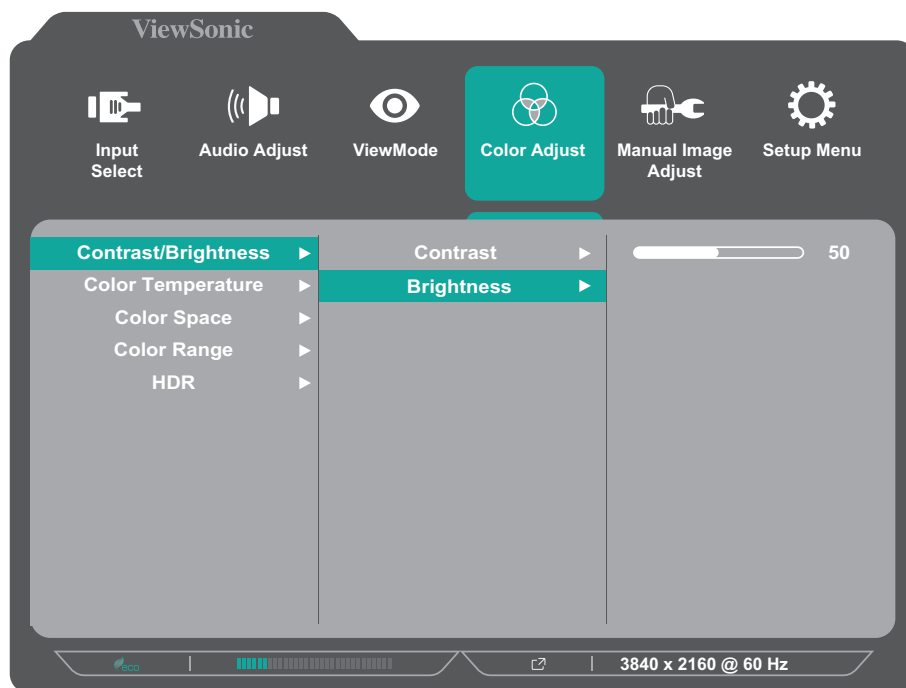 ViewSonic
Input Select
Audio Adjust
ViewMode
Color Adjust
Manual Image Adjust
Setup Menu
Contrast/Brightness
Contrast
50
Color Temperature
Brightness
Color Space
Color Range
HDR
eco
3840 x 2160 @ 60 Hz